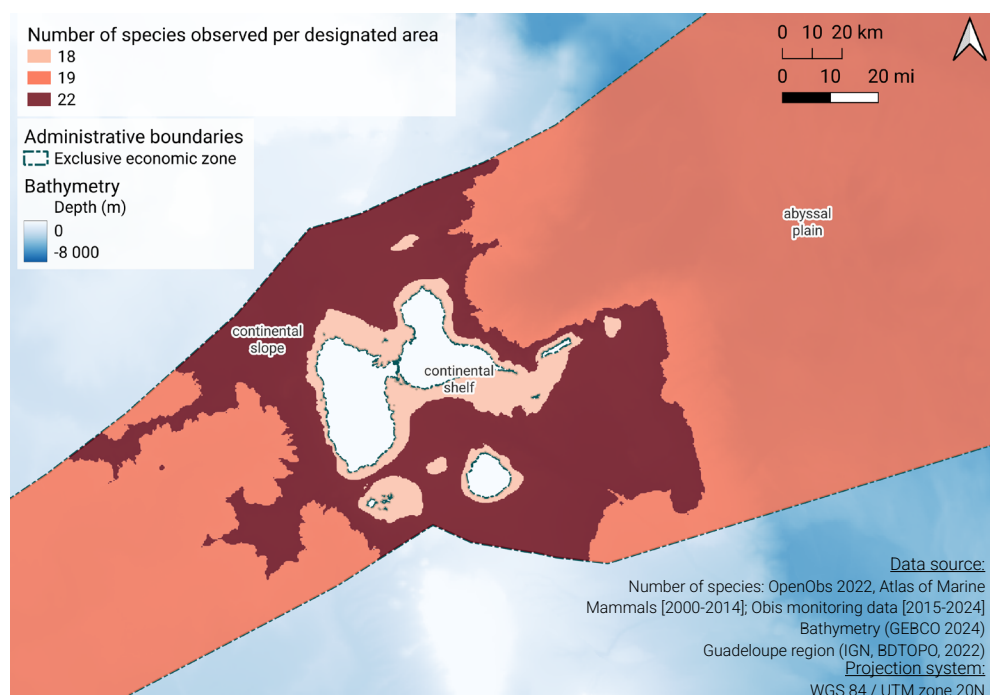 Number of species observed per designated area
18
19
22
Administrative boundaries
Exclusive economic zone
Bathymetry
Depth (m)
0
-8 000
0 10 20 km
0 10 20 mi
abyssal
plain
continental
slope
continental
shelf
Data source:
Number of species: OpenObs 2022, Atlas of Marine
Mammals [2000-2014]; Obis monitoring data [2015-2024]
Bathymetry (GEBCO 2024)
Guadeloupe region (IGN, BDTOPO, 2022)
Projection system:
WGS 84 / UTM zone 20N